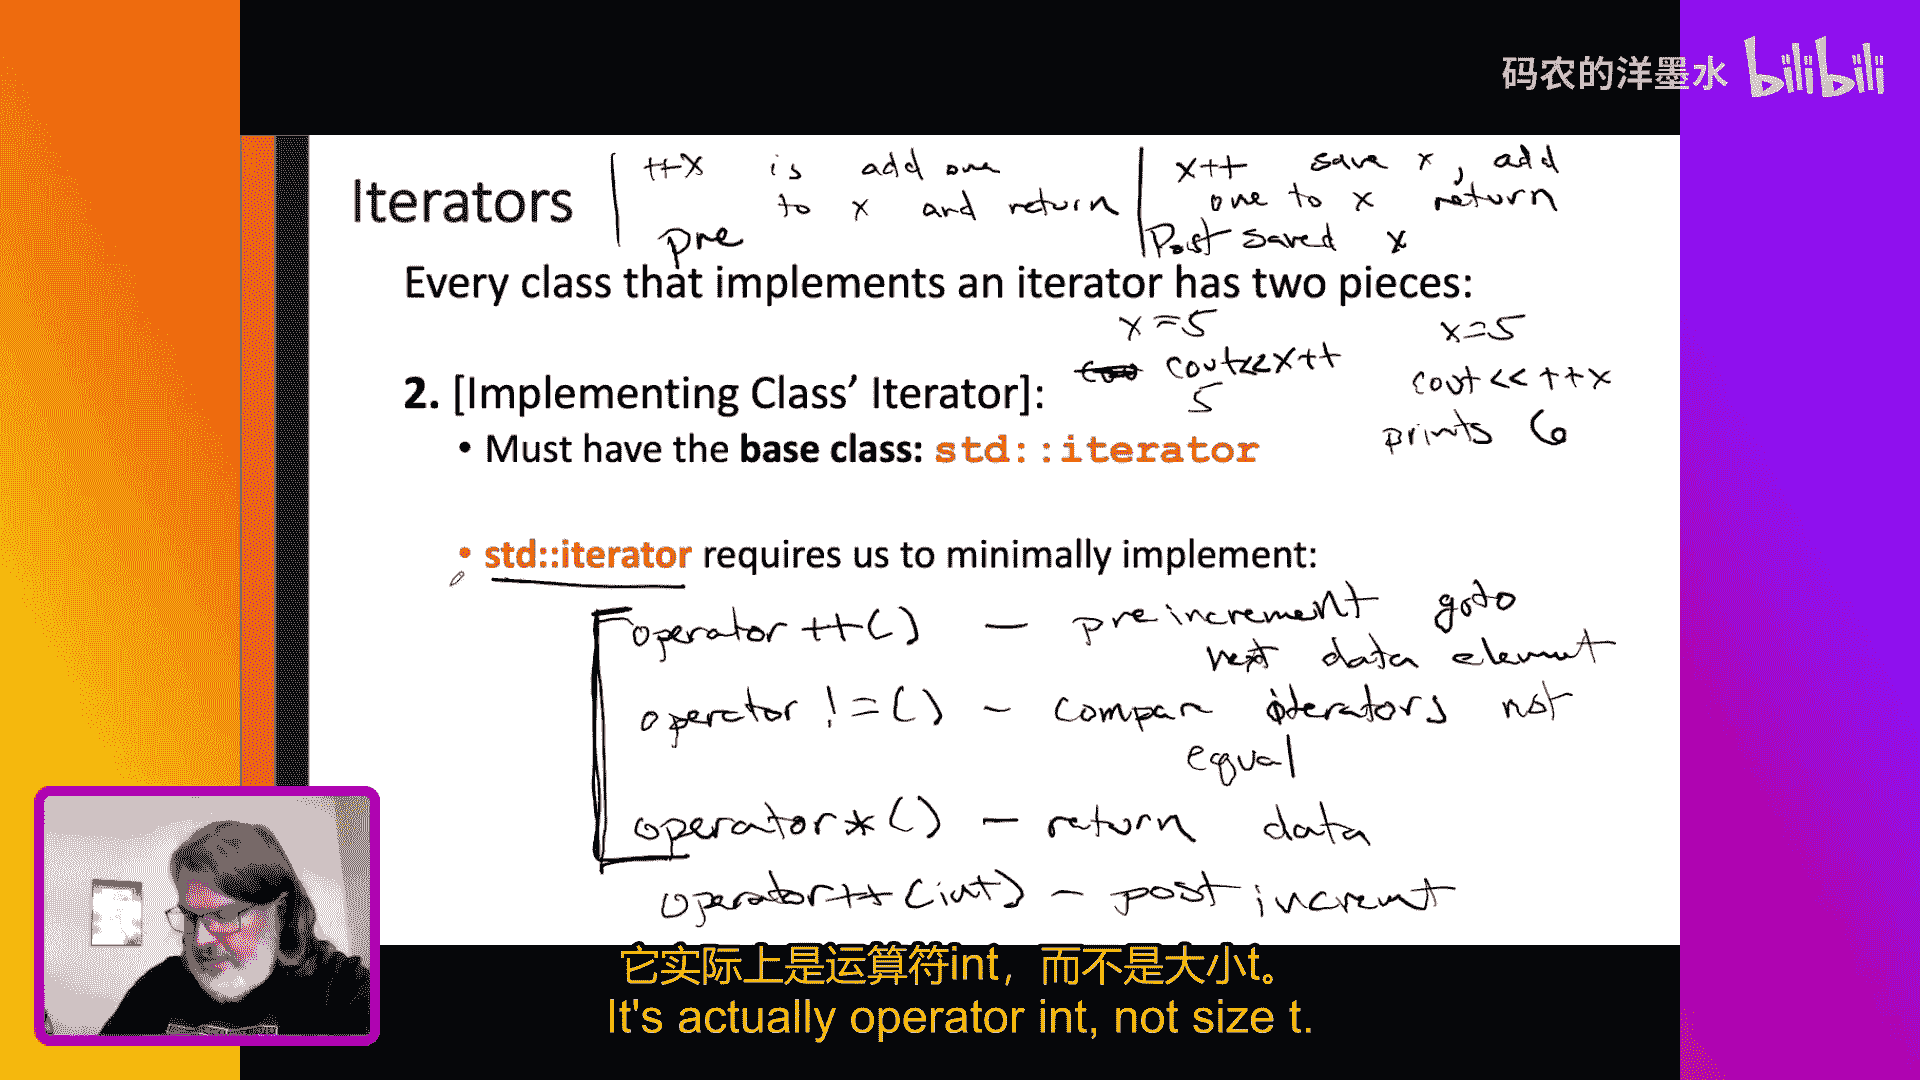 码农的洋墨水 bilibili
Iterators
++x is add one
to x and return
pre
x++ save x, add
one to x return
Post saved x
Every class that implements an iterator has two pieces:
x=5
cout<<x++
5
x=5
cout<<++x
prints 6
2. [Implementing Class’ Iterator]:
• Must have the base class: std::iterator
• std::iterator requires us to minimally implement:
operator++() — preincrement goto
next data element
operator!=() - compar iterators not
equal
operator*() — return data
operator++(int) - post incremt
它实际上是运算符int，而不是大小t。
It's actually operator int, not size t.